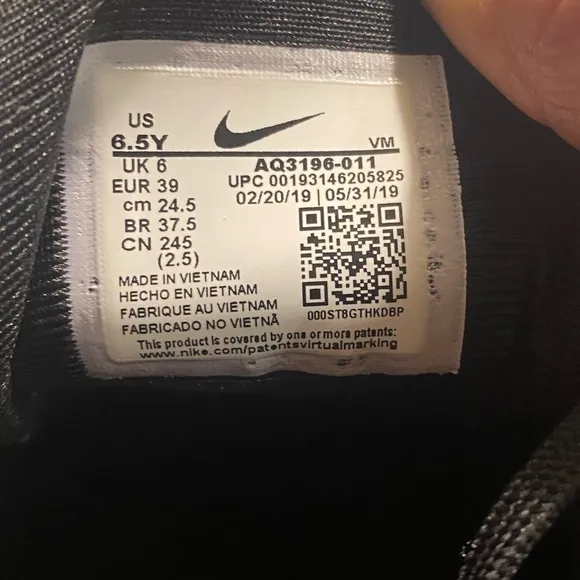 US
6.5Y VM
UK 6
EUR 39
cm 24.5
BR 37.5
CN 245
(2.5)
AQ3196-011
UPC 00193146205825
02/20/19 | 05/31/19
000ST8GTHKDBP
MADE IN VIETNAM
HECHO EN VIETNAM
FABRIQUE AU VIETNAM
FABRICADO NO VIETNÃ
This product is covered by one or more patents:
www.nike.com/patentsvirtualmarking